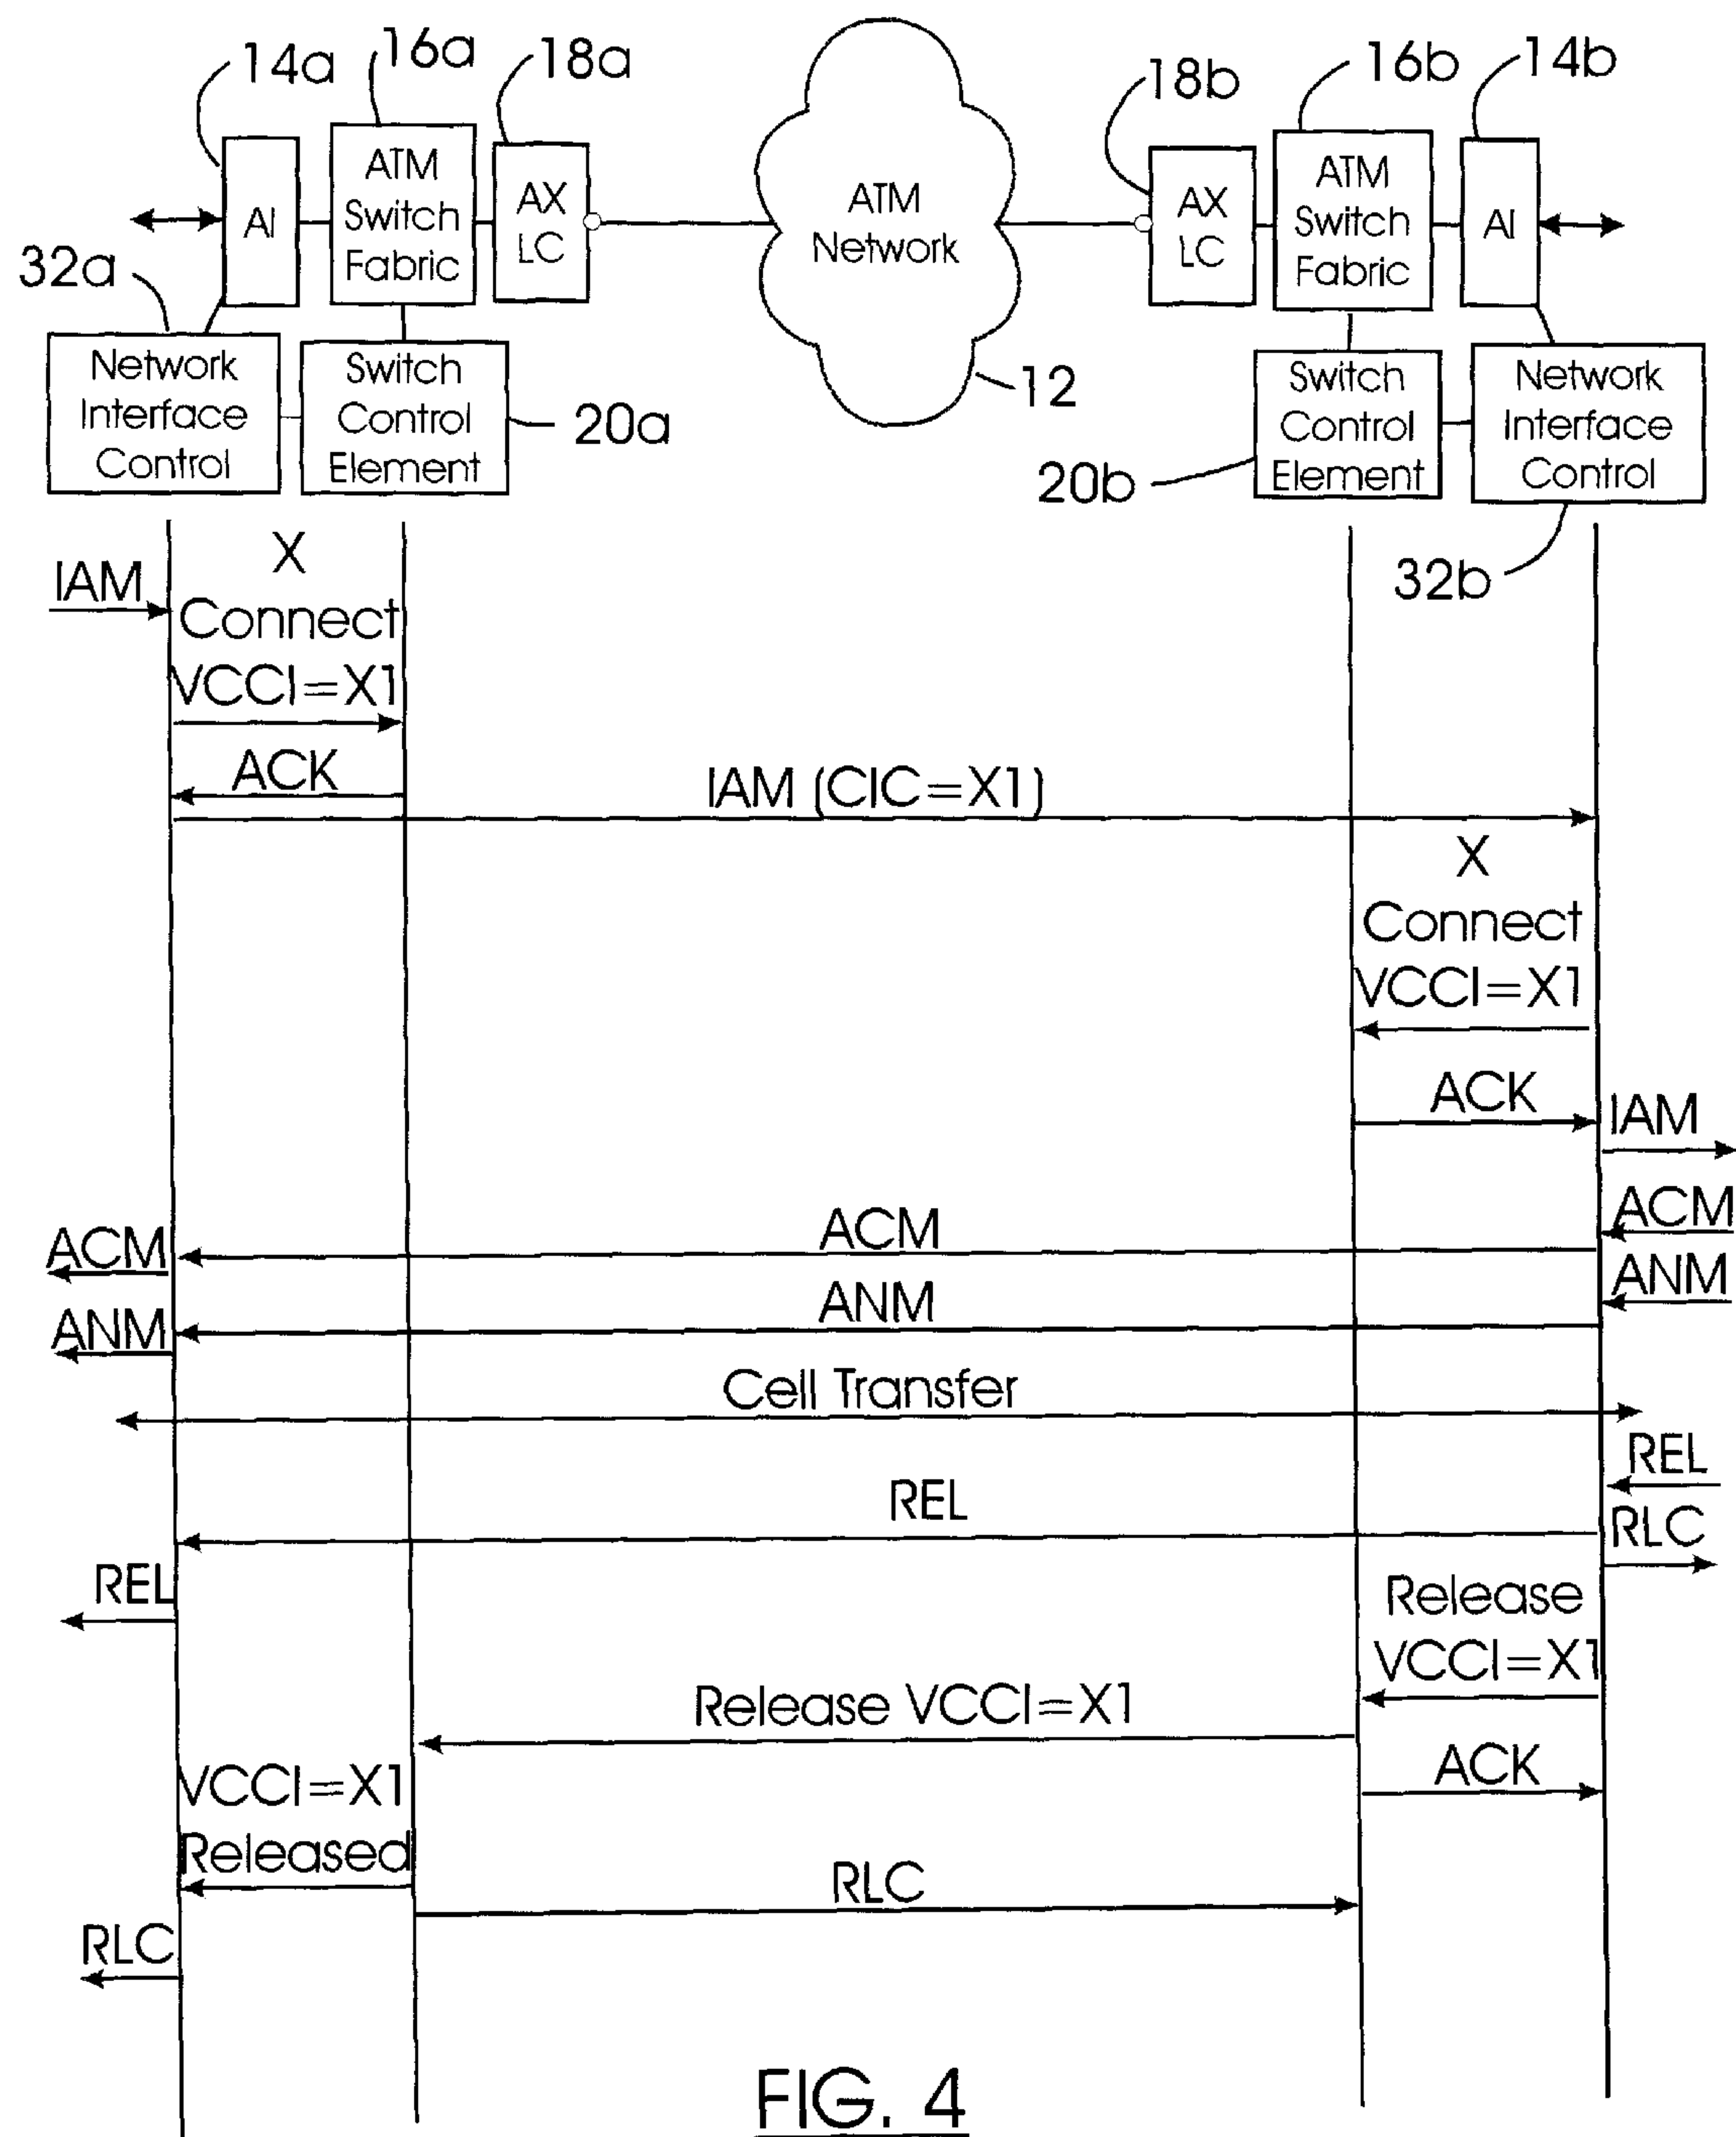 14a
16a
18a
18b
16b
14b
AI
ATM
Switch
Fabric
AX
LC
ATM
Network
AX
LC
ATM
Switch
Fabric
AI
32a
Network
Interface
Control
Switch
Control
Element
20a
12
20b
Switch
Control
Element
Network
Interface
Control
32b
IAM
X
Connect
VCCI=X1
ACK
IAM (CIC=X1)
X
Connect
VCCI=X1
ACK
IAM
ACM
ACM
ACM
ANM
ANM
ANM
Cell Transfer
REL
REL
RLC
REL
Release
VCCI=X1
Release VCCI=X1
ACK
VCCI=X1
Released
RLC
RLC
FIG. 4